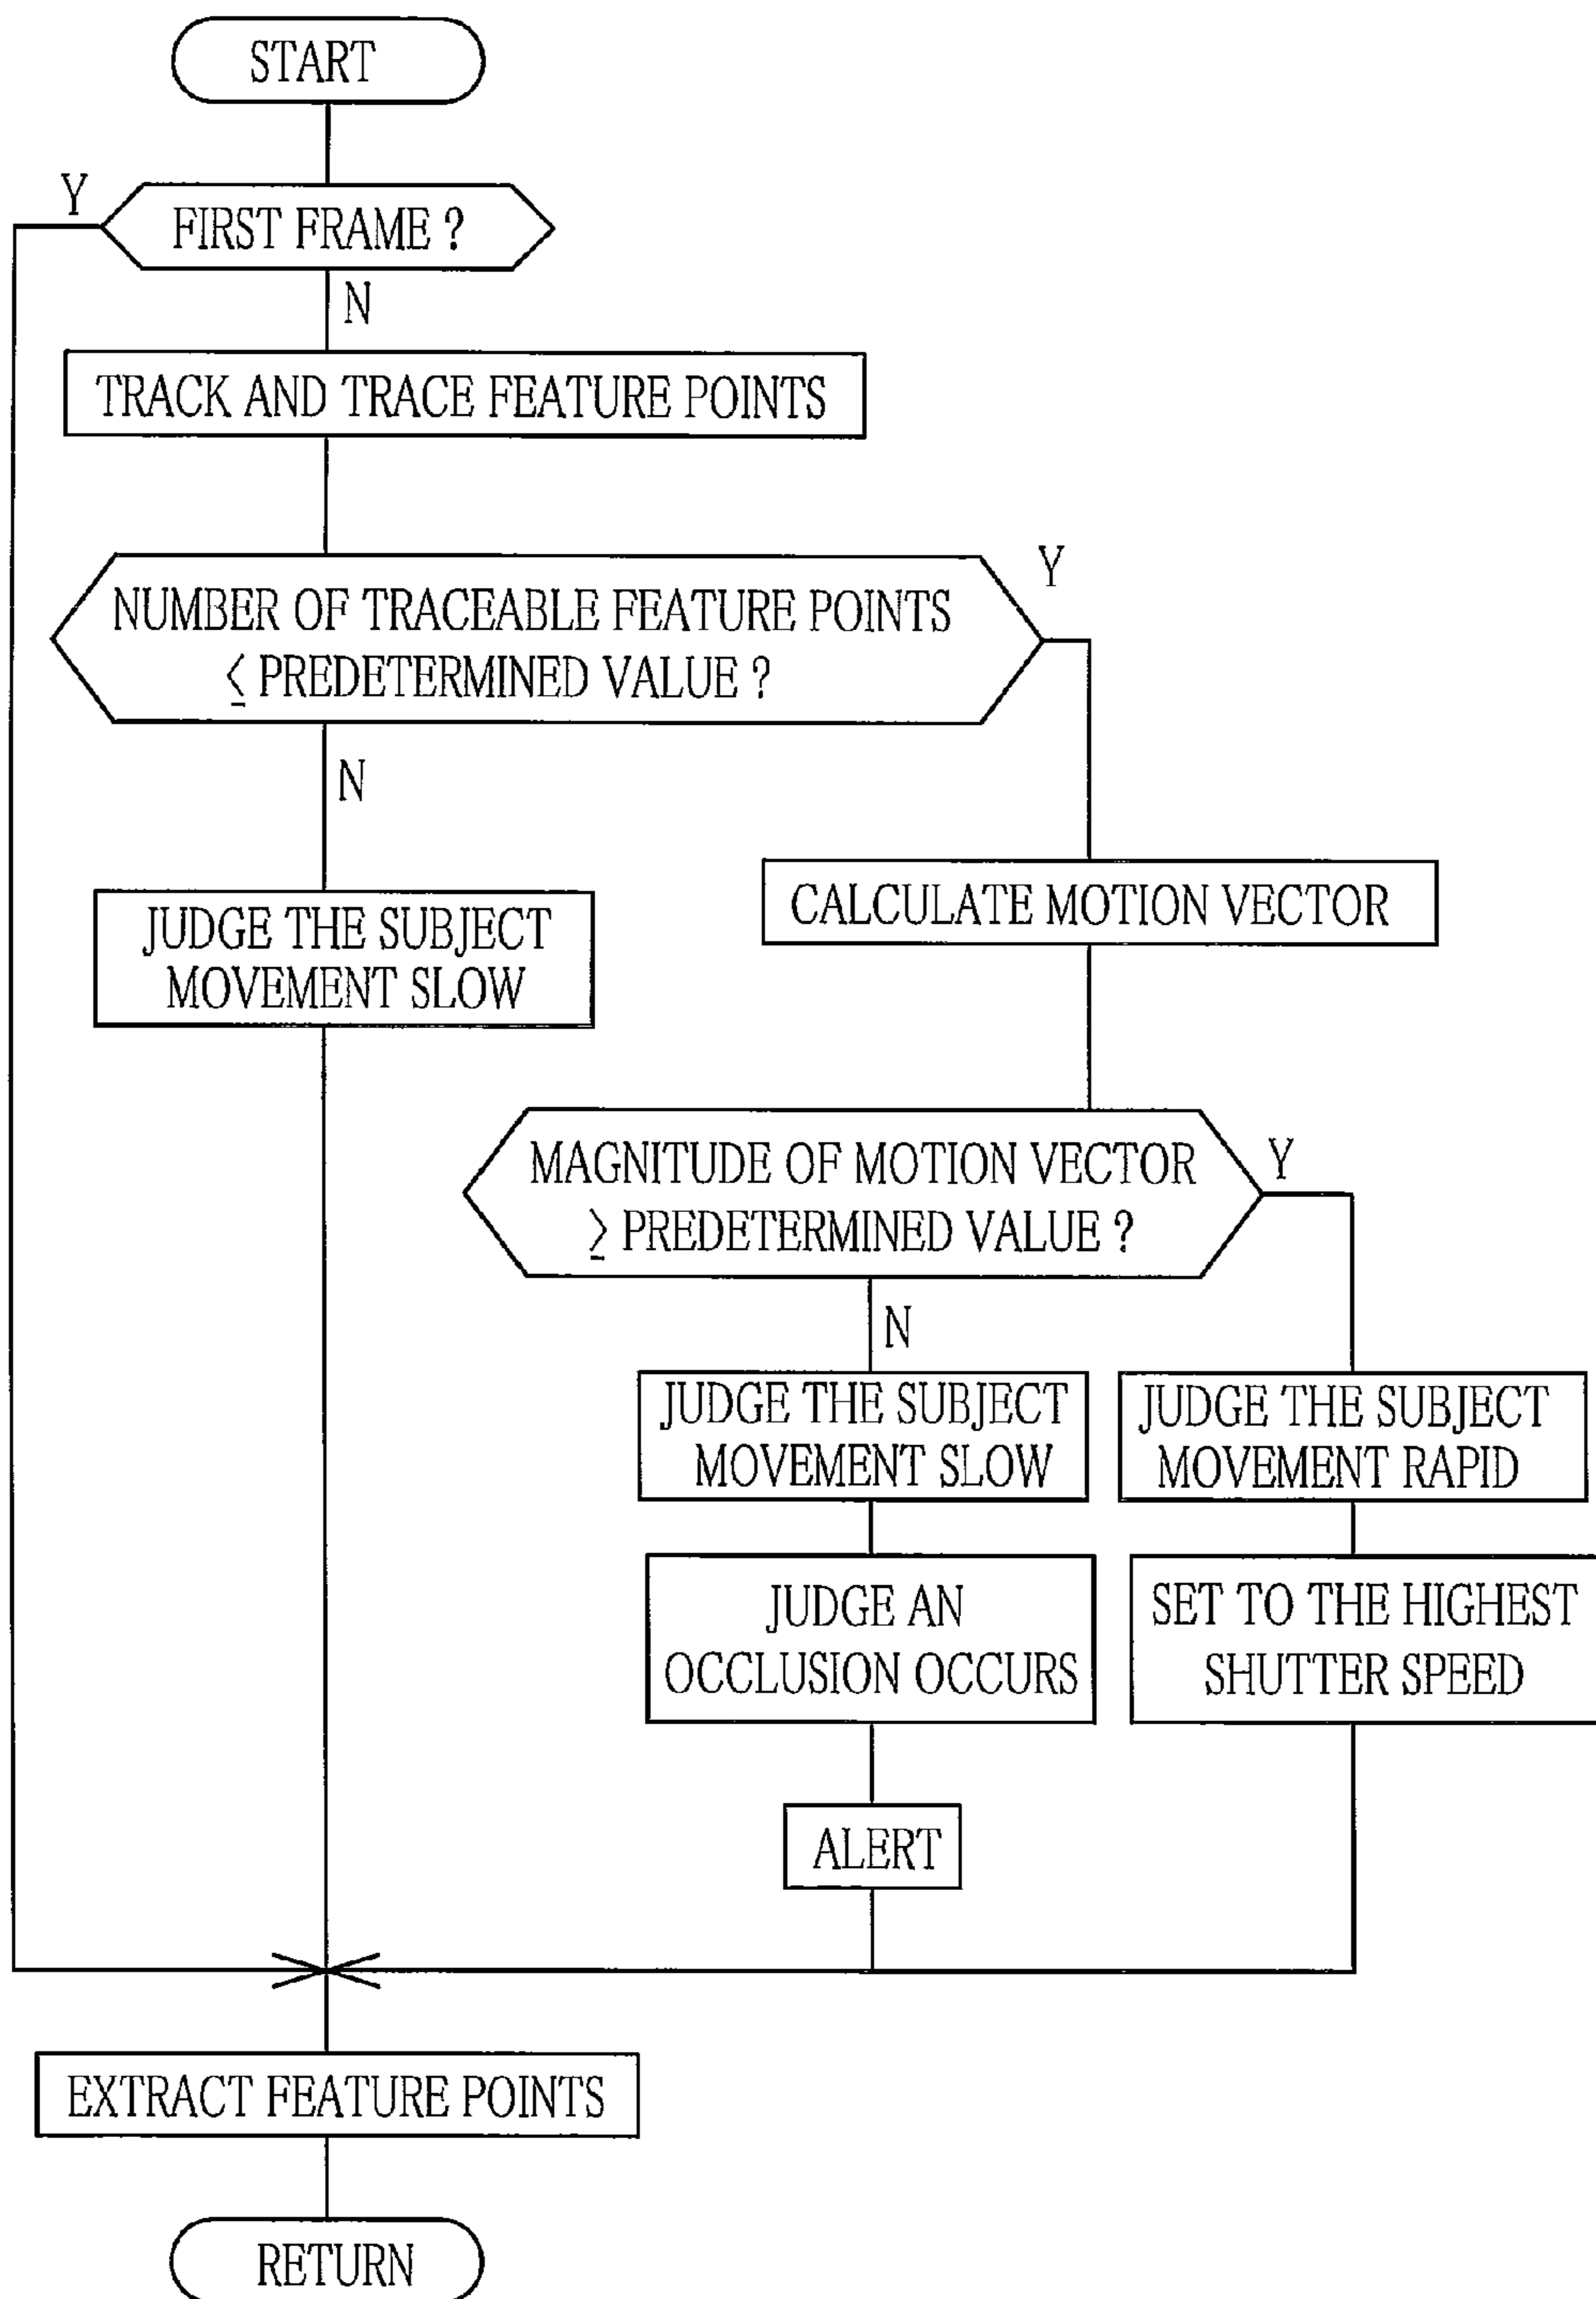 START
Y
FIRST FRAME ?
N
TRACK AND TRACE FEATURE POINTS
Y
NUMBER OF TRACEABLE FEATURE POINTS
≤ PREDETERMINED VALUE ?
N
CALCULATE MOTION VECTOR
JUDGE THE SUBJECT
MOVEMENT SLOW
MAGNITUDE OF MOTION VECTOR
≥ PREDETERMINED VALUE ?
Y
N
JUDGE THE SUBJECT
MOVEMENT SLOW
JUDGE THE SUBJECT
MOVEMENT RAPID
JUDGE AN
OCCLUSION OCCURS
SET TO THE HIGHEST
SHUTTER SPEED
ALERT
EXTRACT FEATURE POINTS
RETURN